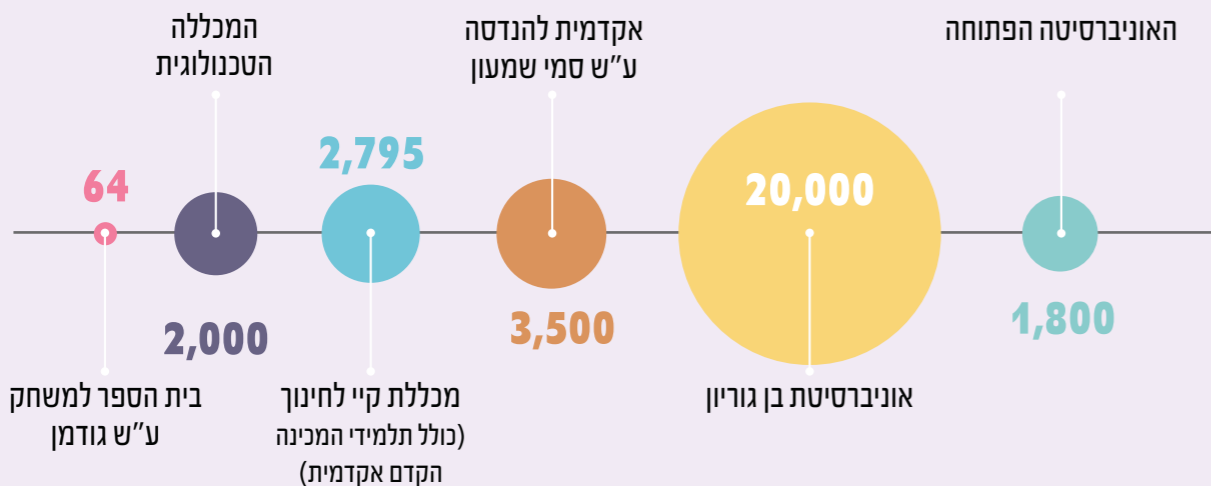 האוניברסיטה הפתוחה
1,800
20,000
אוניברסיטת בן גוריון
אקדמית להנדסה
ע״ש סמי שמעון
3,500
2,795
מכללת קיי לחינוך
(כולל תלמידי המכינה
הקדם אקדמית)
המכללה
הטכנולוגית
2,000
64
בית הספר למשחק
ע״ש גודמן